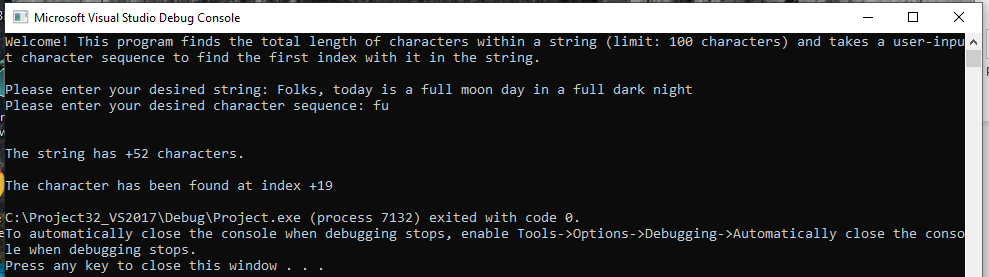 Microsoft Visual Studio Debug Console
Welcome! This program finds the total length of characters within a string (limit: 100 characters) and takes a user-inpu
t character sequence to find the first index with it in the string.
Please enter your desired string: Folks, today is a full moon day in a full dark night
Please enter your desired character sequence: fu
The string has +52 characters.
The character has been found at index +19
C:\Project32_VS2017\Debug\Project.exe (process 7132) exited with code 0.
To automatically close the console when debugging stops, enable Tools->Options->Debugging->Automatically close the conso
le when debugging stops.
Press any key to close this window . . .